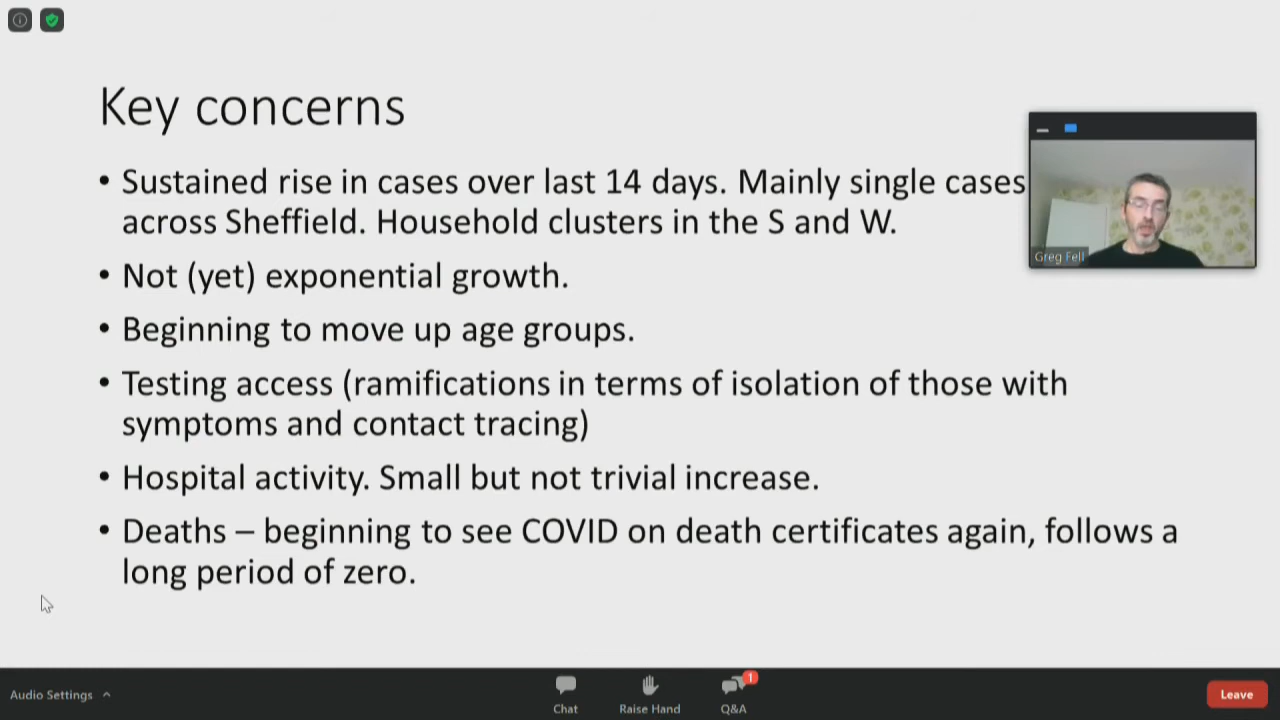 Key concerns
• Sustained rise in cases over last 14 days. Mainly single cases
across Sheffield. Household clusters in the S and W.
• Not (yet) exponential growth.
• Beginning to move up age groups.
• Testing access (ramifications in terms of isolation of those with
symptoms and contact tracing)
• Hospital activity. Small but not trivial increase.
• Deaths – beginning to see COVID on death certificates again, follows a
long period of zero.
Greg Fell
Audio Settings
Chat
Raise Hand
1
Q&A
Leave